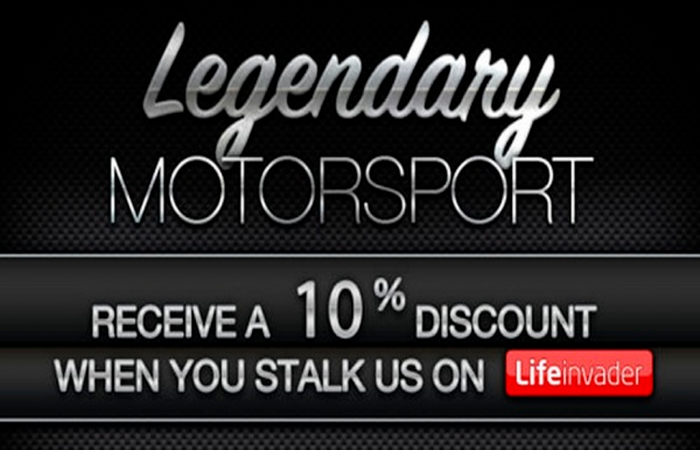 Legendary
MOTORSPORT
RECEIVE A 10% DISCOUNT
WHEN YOU STALK US ON Lifeinvader